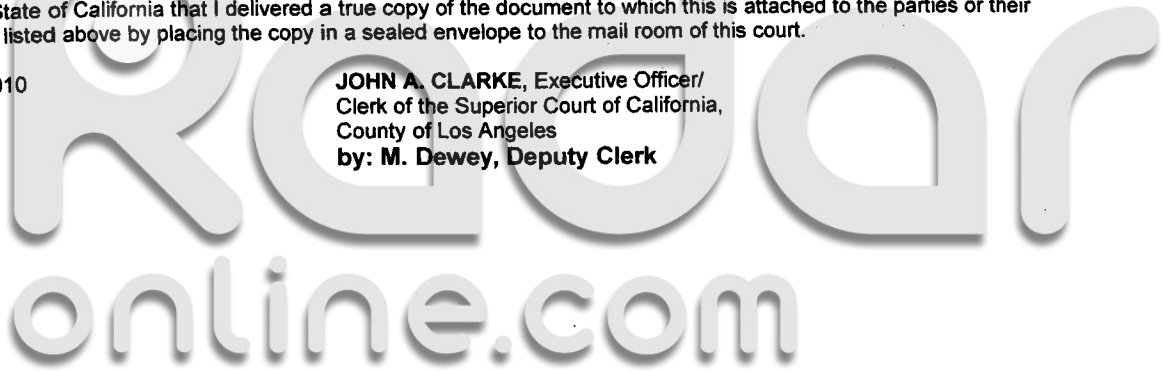 State of California that I delivered a true copy of the document to which this is attached to the parties or their
listed above by placing the copy in a sealed envelope to the mail room of this court.
010
JOHN A. CLARKE, Executive Officer/
Clerk of the Superior Court of California,
County of Los Angeles
by: M. Dewey, Deputy Clerk
Radar
online.com